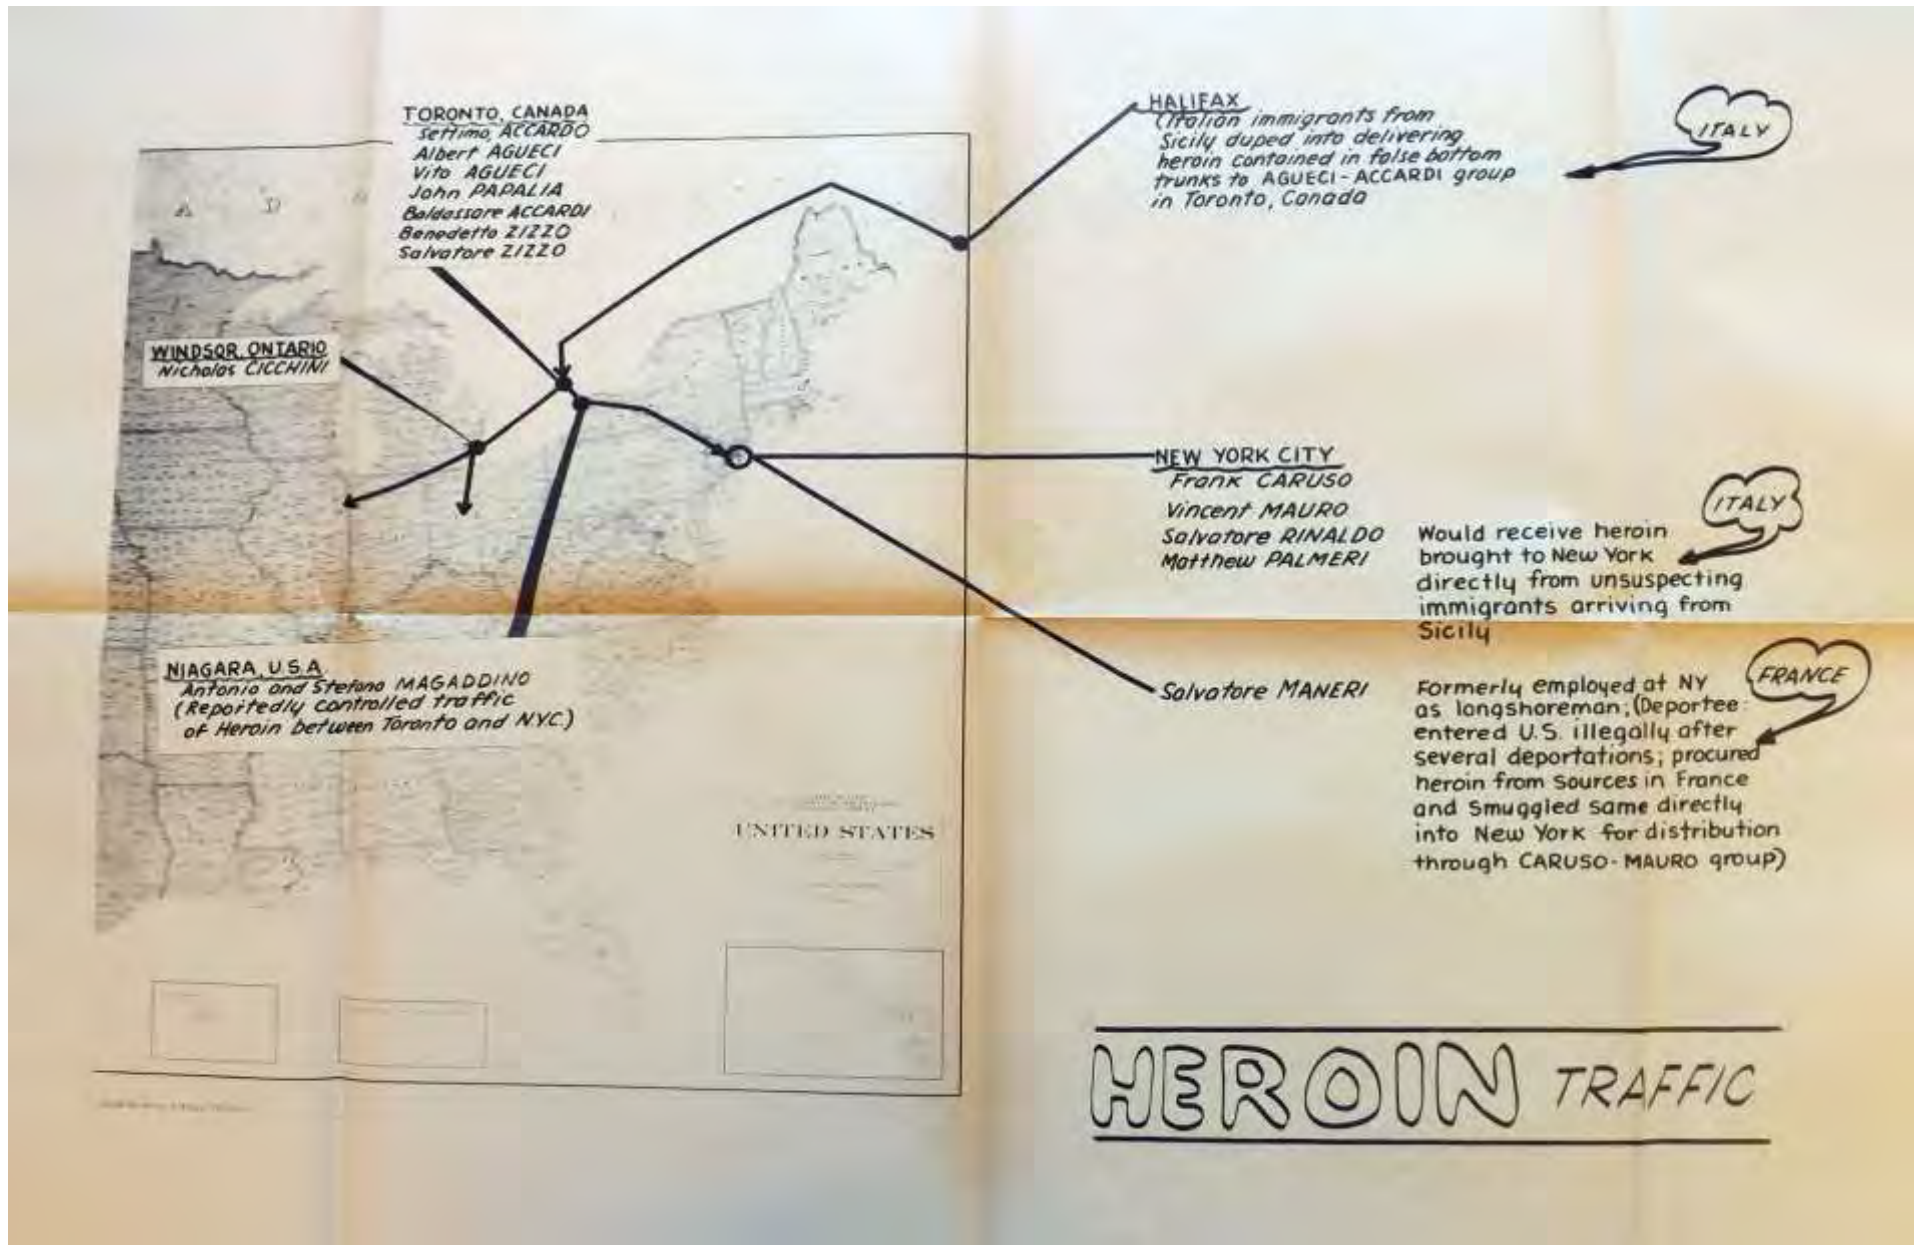 TORONTO, CANADA
Settimo ACCARDO
Albert AGUECI
Vito AGUECI
John PAPALIA
Baldassare ACCARDI
Benedetto ZIZZO
Salvatore ZIZZO
HALIFAX
(Italian immigrants from
Sicily duped into delivering
heroin contained in false bottom
trunks to AGUECI-ACCARDI group
in Toronto, Canada
ITALY
A D
WINDSOR, ONTARIO
Nicholas CICCHINI
NEW YORK CITY
Frank CARUSO
Vincent MAURO
Salvatore RINALDO
Matthew PALMERI
ITALY
Would receive heroin
brought to New York
directly from unsuspecting
immigrants arriving from
Sicily
NIAGARA, U.S.A.
Antonio and Stefano MAGADDINO
(Reportedly controlled traffic
of Heroin between Toronto and NYC.)
Salvatore MANERI
FRANCE
Formerly employed at NY
as longshoreman; (Deportee:
entered U.S. illegally after
several deportations; procured
heroin from sources in France
and smuggled same directly
into New York for distribution
through CARUSO-MAURO group)
UNITED STATES
HEROIN TRAFFIC